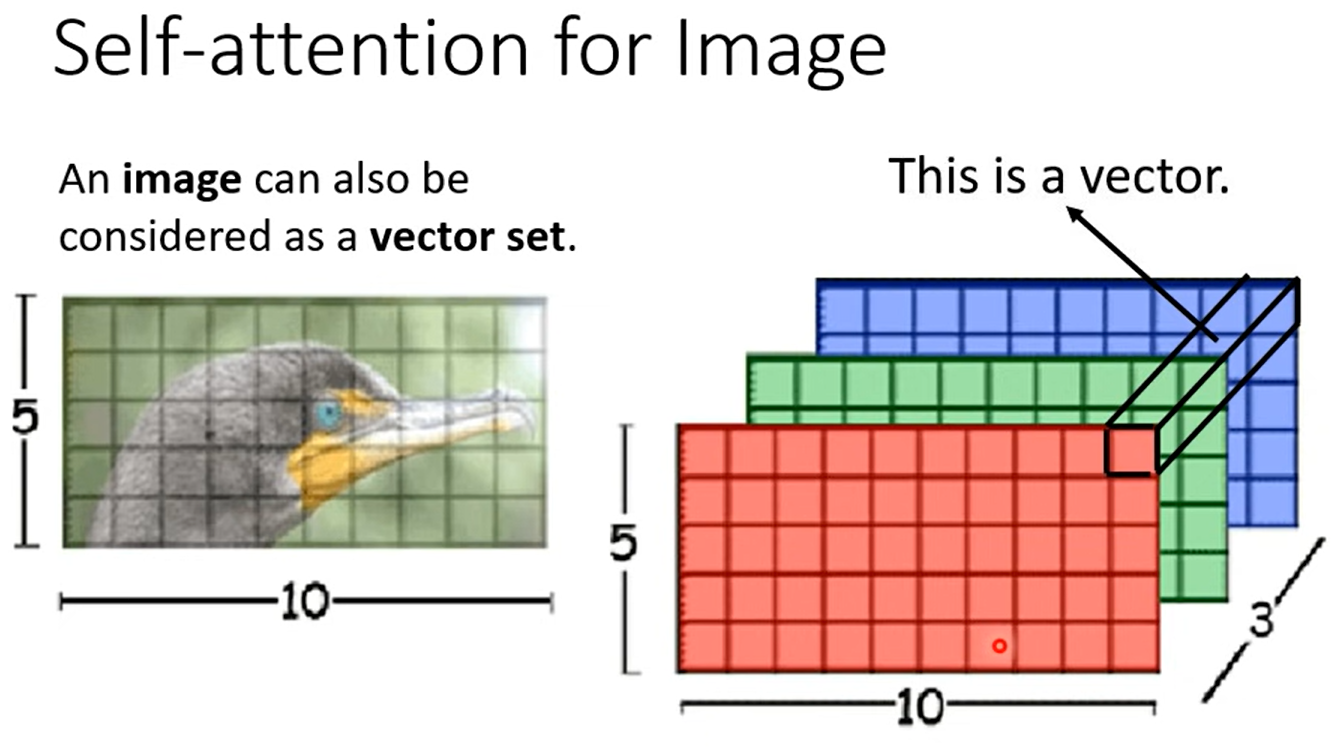 Self-attention for Image
An image can also be
considered as a vector set.
This is a vector.
5
10
5
10
3